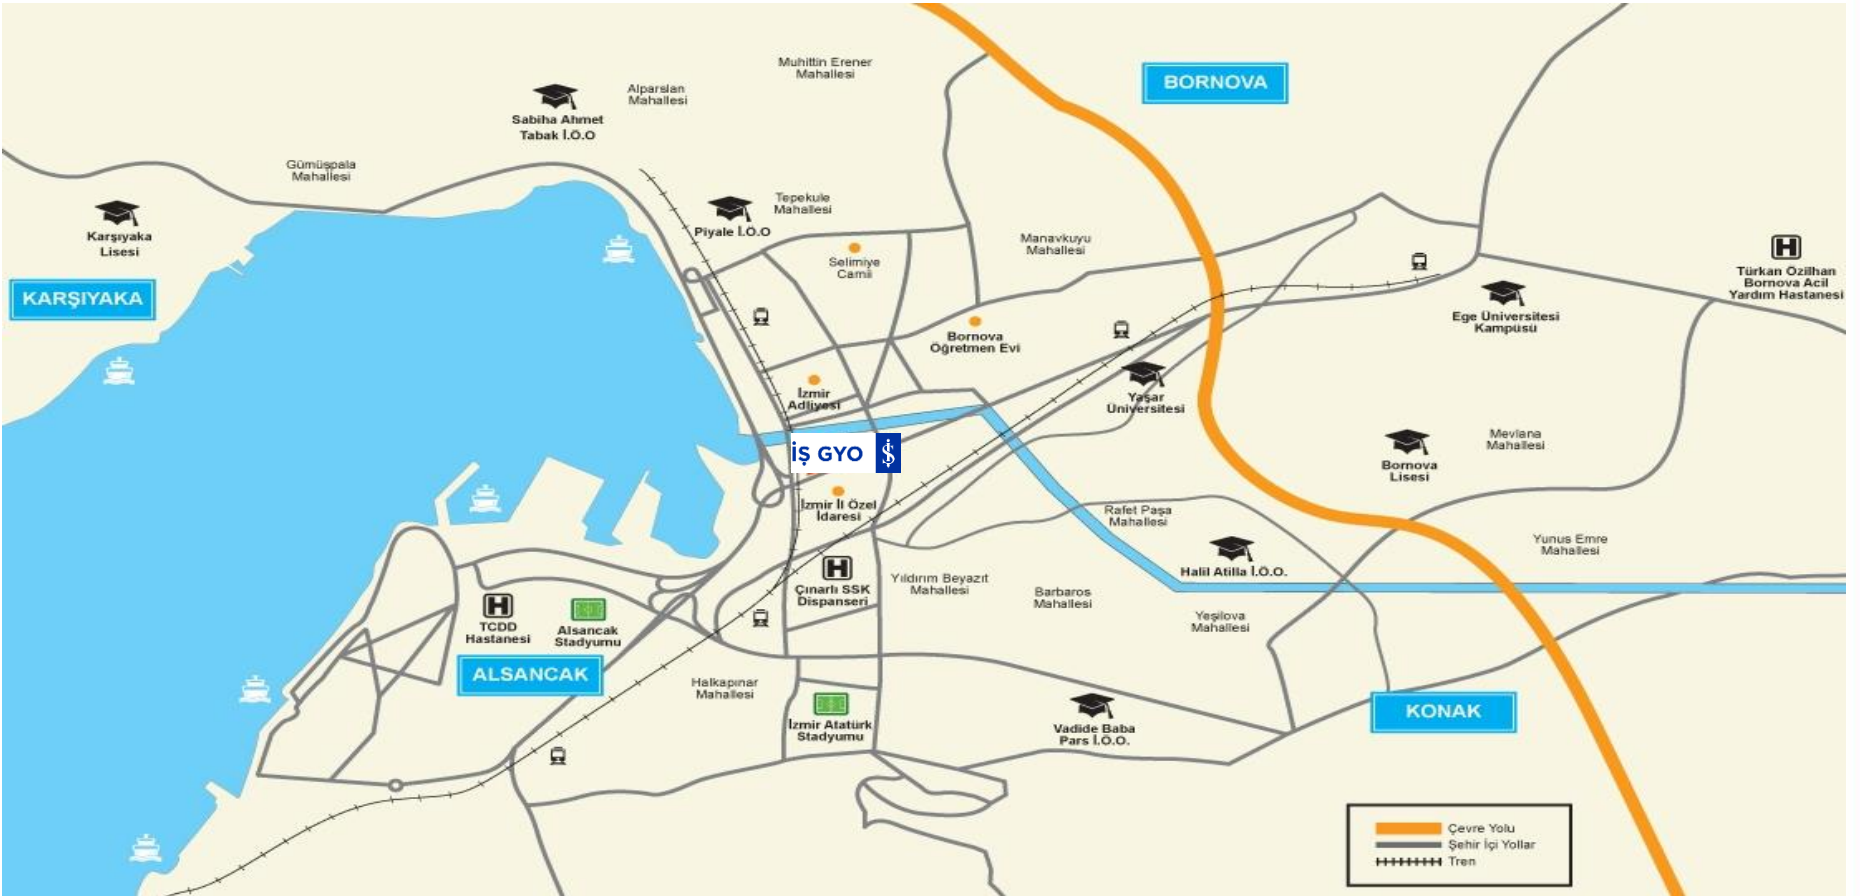 Muhittin Erener
Mahallesi
BORNOVA
Alparslan
Mahallesi
Sabiha Ahmet
Tabak İ.Ö.O
Gümüşpala
Mahallesi
Karşıyaka
Lisesi
Piyale İ.Ö.O
Tepekule
Mahallesi
Manavkuyu
Mahallesi
Selimiye
Camii
H
Türkan Özilhan
Bornova Acil
Yardım Hastanesi
KARŞIYAKA
Ege Üniversitesi
Kampüsü
Bornova
Öğretmen Evi
İzmir
Adliyesi
Yaşar
Üniversitesi
İŞ GYO
Bornova
Lisesi
Mevlana
Mahallesi
İzmir İl Özel
İdaresi
Rafet Paşa
Mahallesi
Yunus Emre
Mahallesi
Halil Atilla İ.Ö.O.
H
Çınarlı SSK
Dispanseri
Yıldırım Beyazıt
Mahallesi
Barbaros
Mahallesi
Yeşilova
Mahallesi
H
TCDD
Hastanesi
Alsancak
Stadyumu
ALSANCAK
Halkapınar
Mahallesi
İzmir Atatürk
Stadyumu
Vadide Baba
Pars İ.Ö.O.
KONAK
Çevre Yolu
Şehir İçi Yollar
Tren